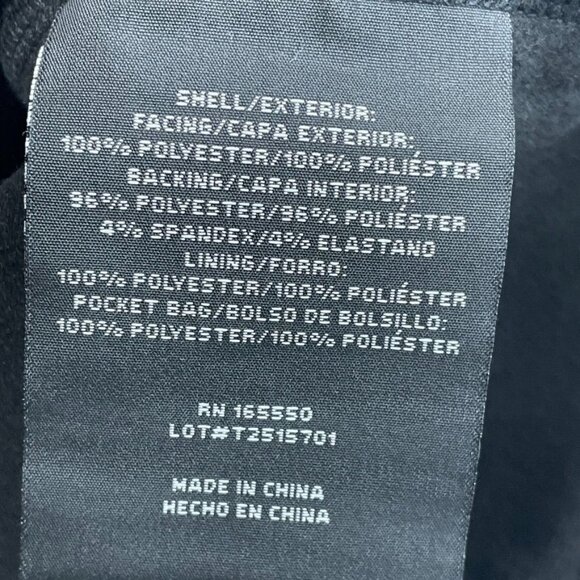 SHELL/EXTERIOR:
FACING/CAPA EXTERIOR:
100% POLYESTER/100% POLIÉSTER
BACKING/CAPA INTERIOR:
96% POLYESTER/96% POLIÉSTER
4% SPANDEX/4% ELASTANO
LINING/FORRO:
100% POLYESTER/100% POLIÉSTER
POCKET BAG/BOLSO DE BOLSILLO:
100% POLYESTER/100% POLIÉSTER
RN 165550
LOT#T2515701
MADE IN CHINA
HECHO EN CHINA